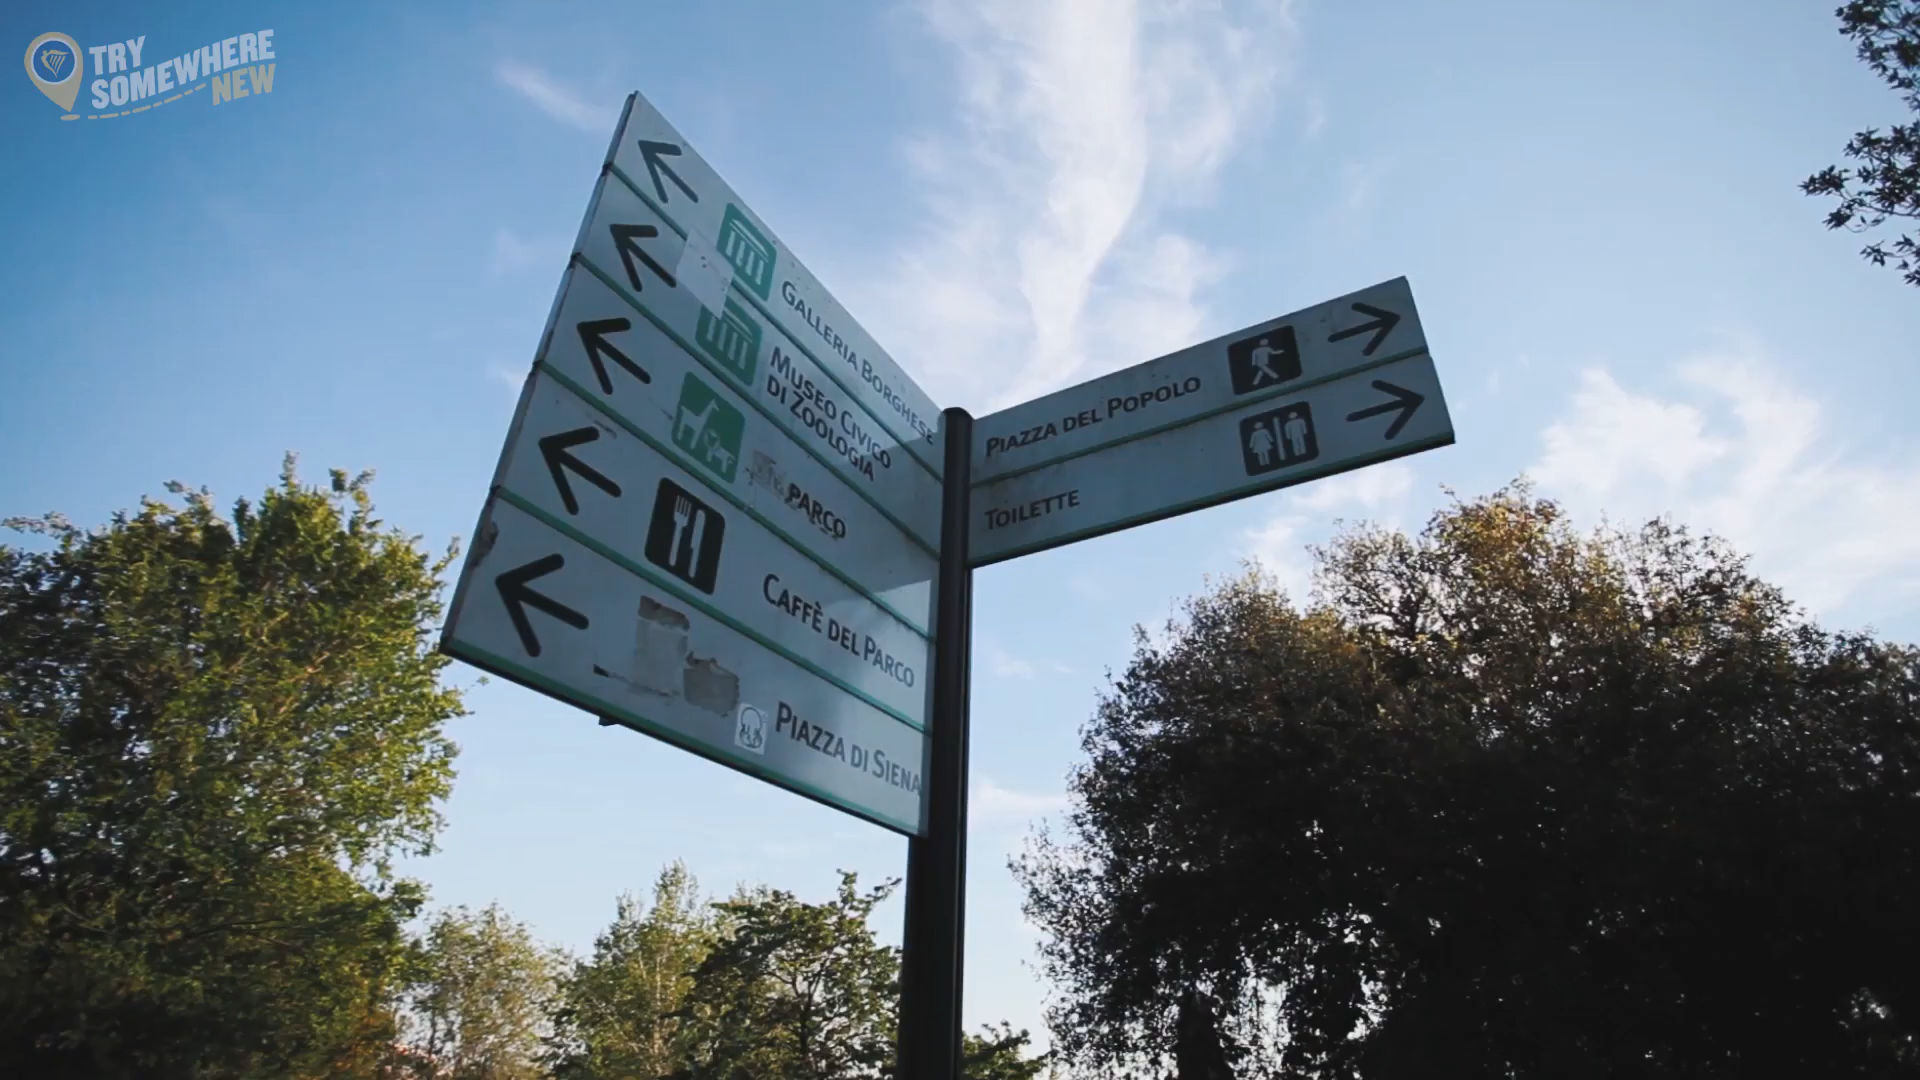 TRY
SOMEWHERE
NEW
GALLERIA BORGHESE
MUSEO CIVICO
DI ZOOLOGIA
PARCO
CAFFÈ DEL PARCO
PIAZZA DI SIENA
PIAZZA DEL POPOLO
TOILETTE